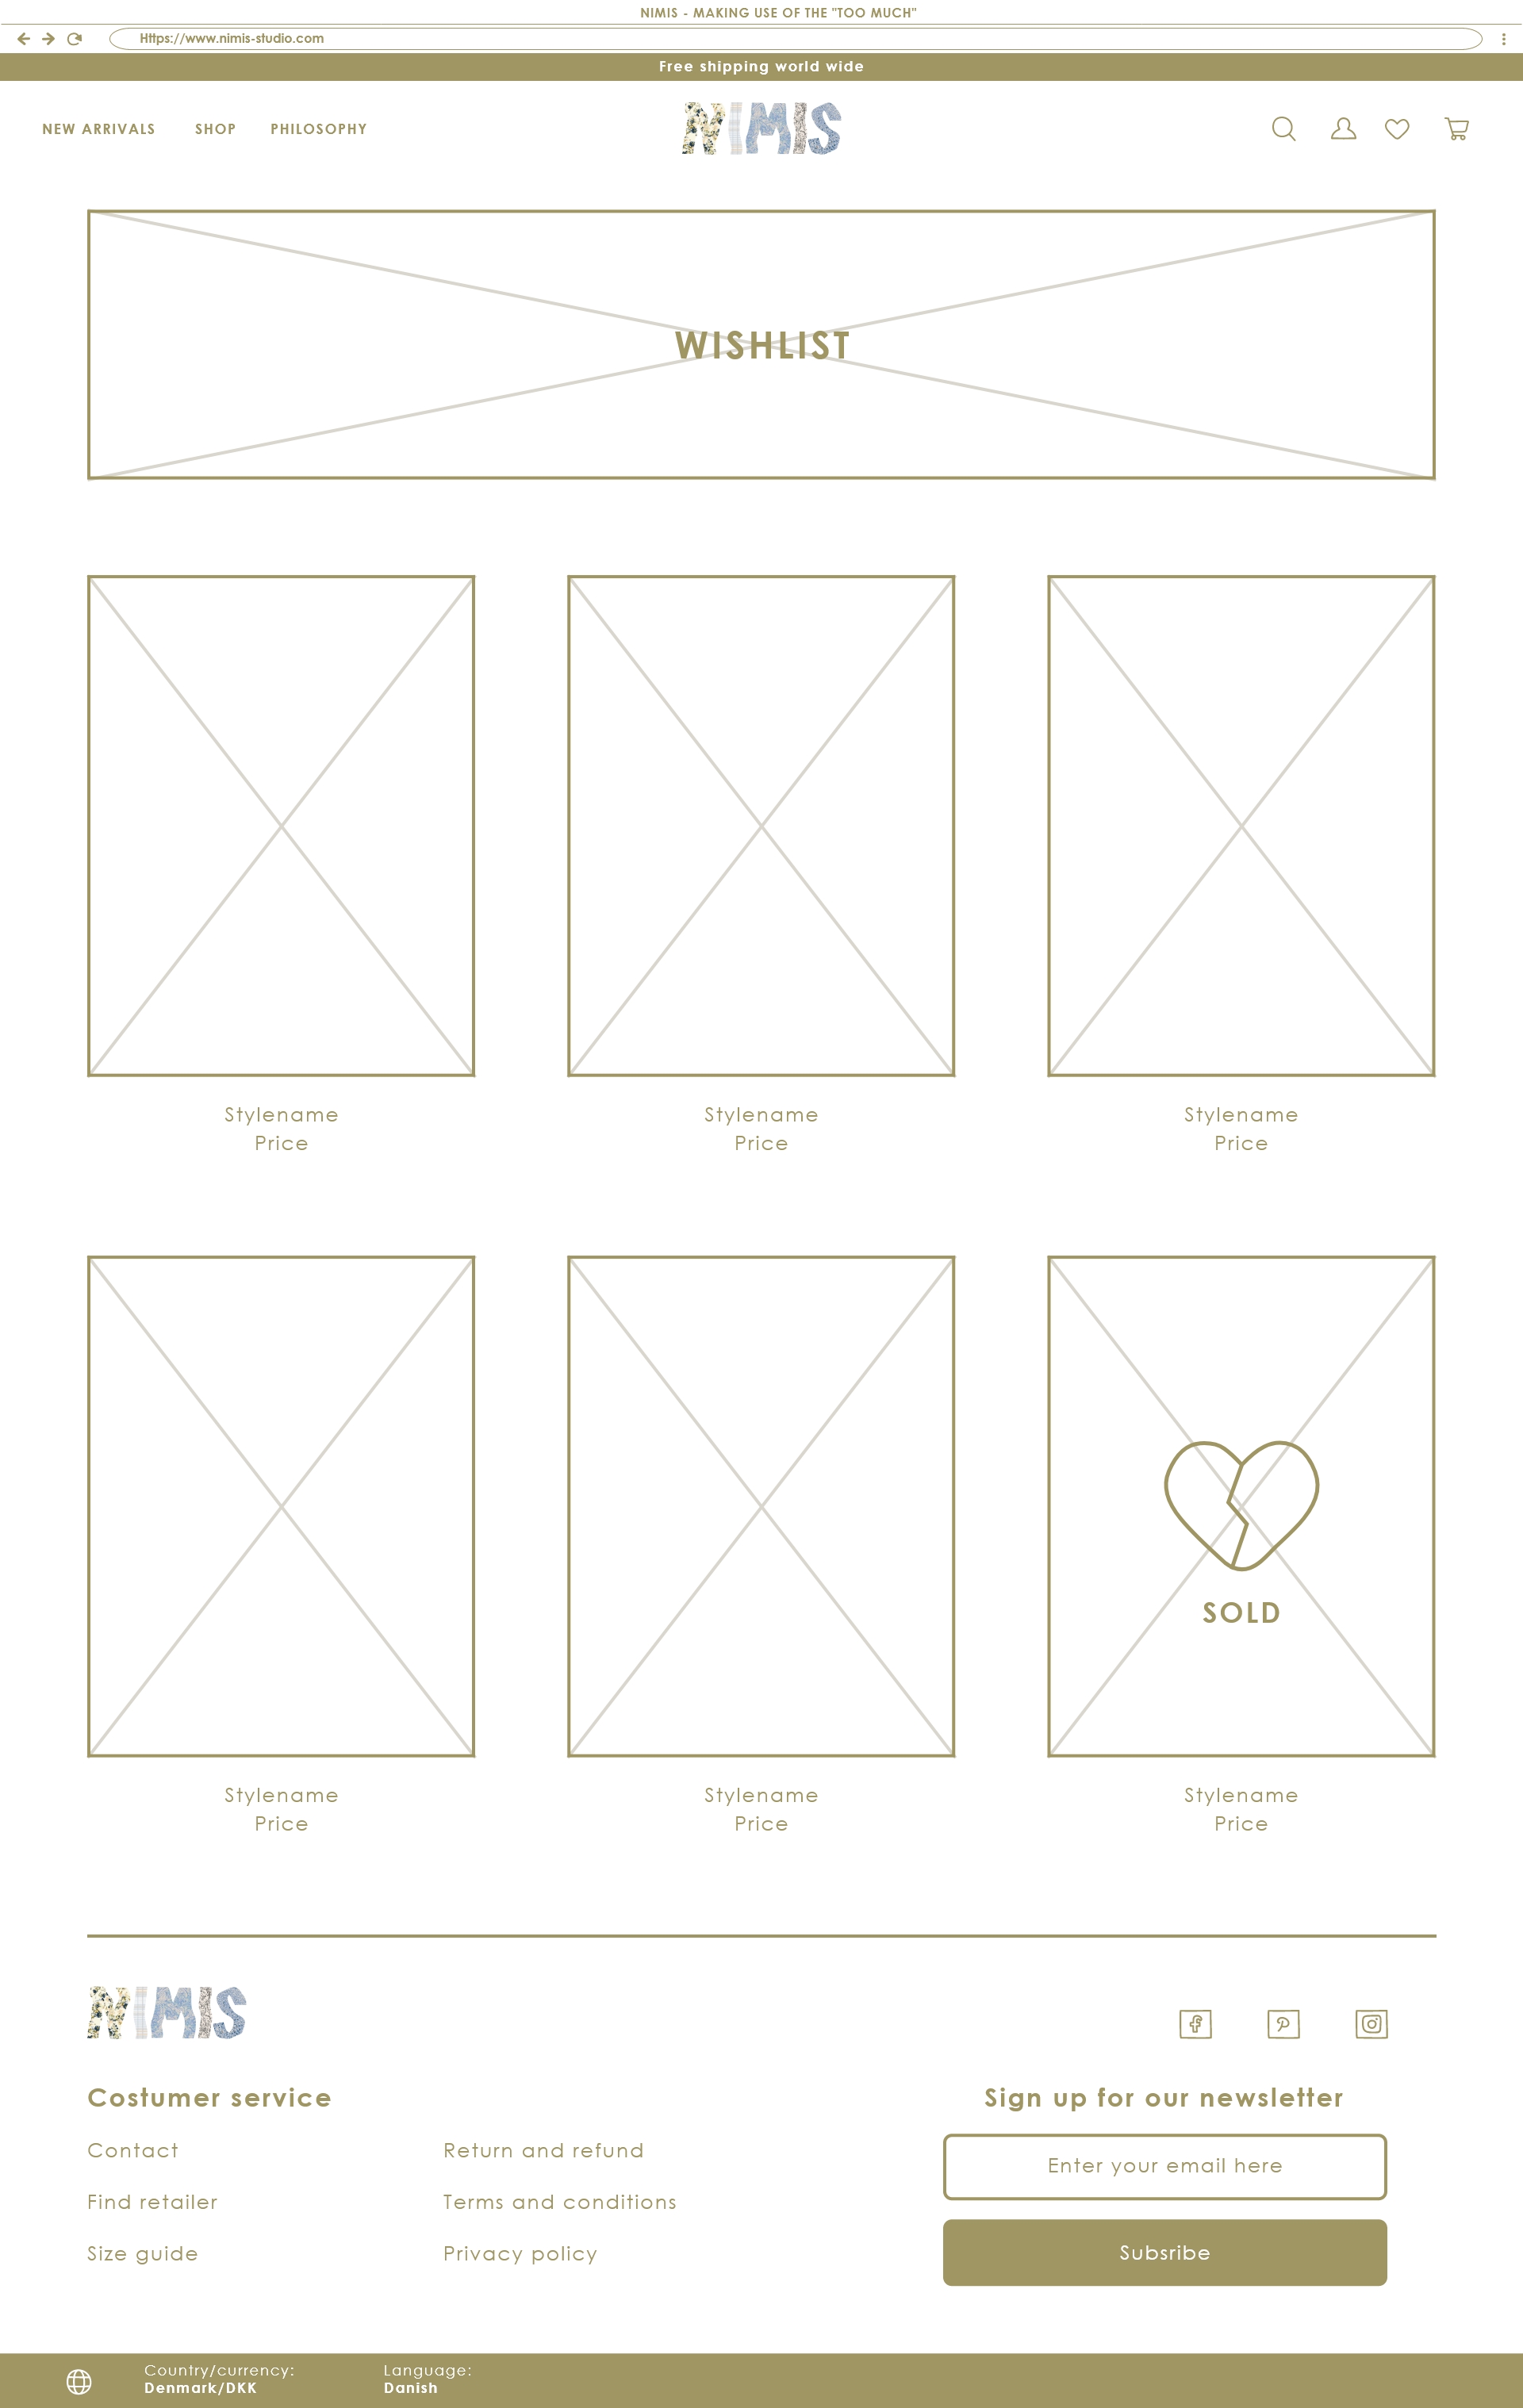 NIMIS - MAKING USE OF THE "TOO MUCH"
Https://www.nimis-studio.com
Free shipping world wide
NEW ARRIVALS SHOP PHILOSOPHY
NIMIS
WISHLIST
Stylename Stylename Stylename
Price Price Price
SOLD
Stylename Stylename Stylename
Price Price Price
NIMIS
Costumer service
Contact
Find retailer
Size guide
Return and refund
Terms and conditions
Privacy policy
Sign up for our newsletter
Enter your email here
Subsribe
Country/currency:
Denmark/DKK
Language:
Danish